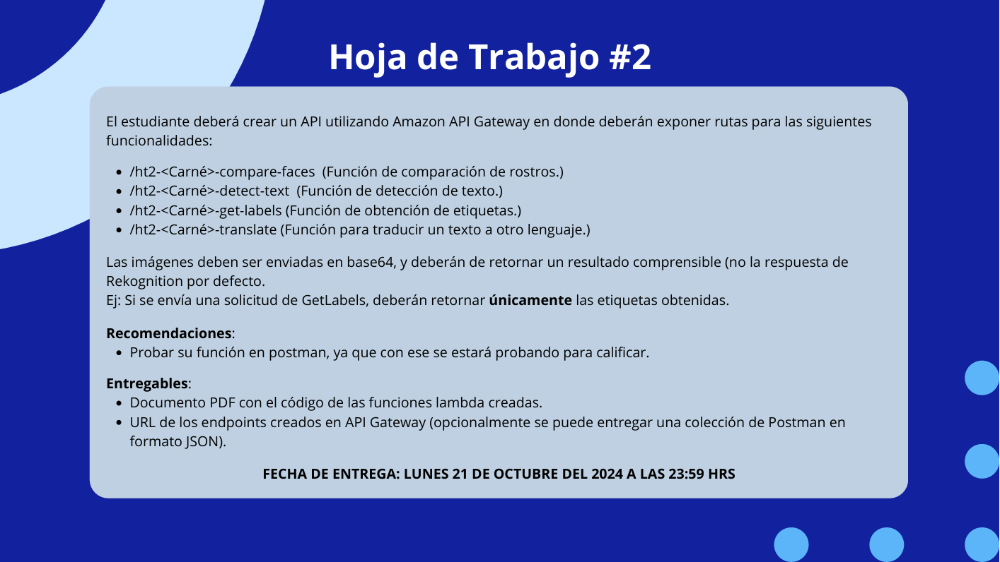 Hoja de Trabajo #2
El estudiante deberá crear un API utilizando Amazon API Gateway en donde deberán exponer rutas para las siguientes
funcionalidades:
• /ht2-<Carné>-compare-faces  (Función de comparación de rostros.)
• /ht2-<Carné>-detect-text  (Función de detección de texto.)
• /ht2-<Carné>-get-labels (Función de obtención de etiquetas.)
• /ht2-<Carné>-translate (Función para traducir un texto a otro lenguaje.)
Las imágenes deben ser enviadas en base64, y deberán de retornar un resultado comprensible (no la respuesta de
Rekognition por defecto.
Ej: Si se envía una solicitud de GetLabels, deberán retornar únicamente las etiquetas obtenidas.
Recomendaciones:
• Probar su función en postman, ya que con ese se estará probando para calificar.
Entregables:
• Documento PDF con el código de las funciones lambda creadas.
• URL de los endpoints creados en API Gateway (opcionalmente se puede entregar una colección de Postman en
formato JSON).
FECHA DE ENTREGA: LUNES 21 DE OCTUBRE DEL 2024 A LAS 23:59 HRS